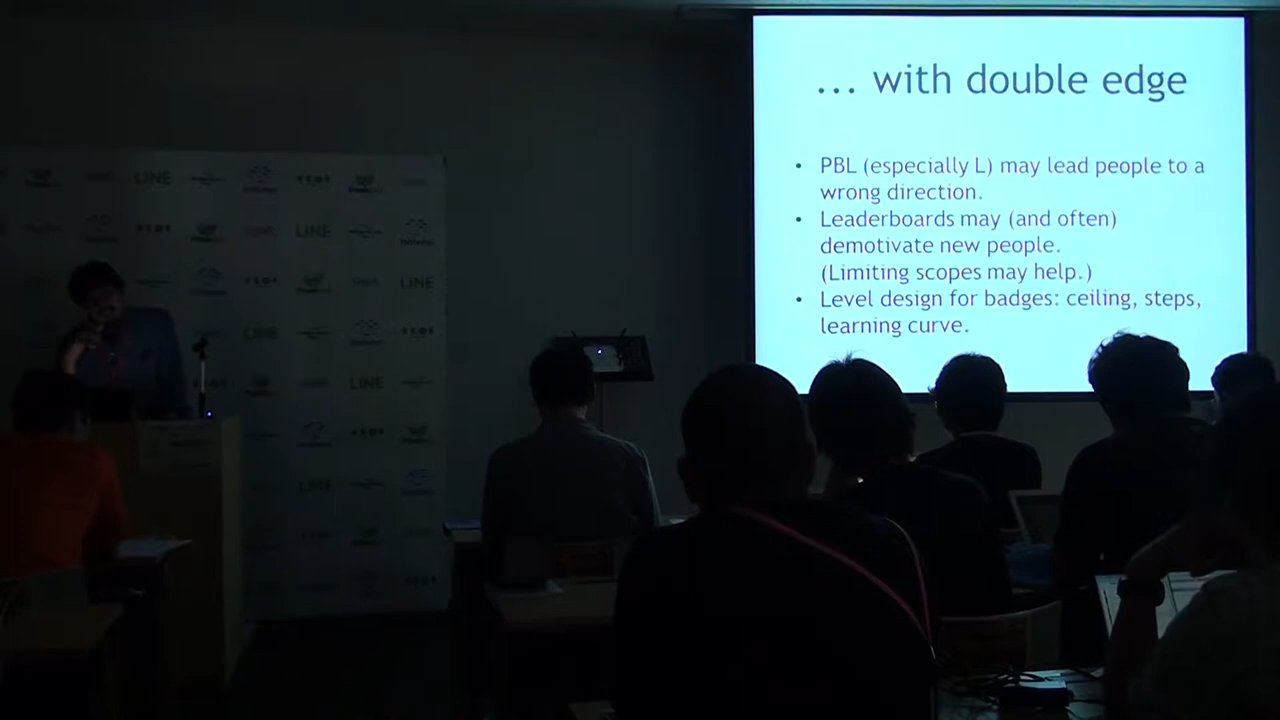 ... with double edge
• PBL (especially L) may lead people to a
wrong direction.
• Leaderboards may (and often)
demotivate new people.
(Limiting scopes may help.)
• Level design for badges: ceiling, steps,
learning curve.
LINE
LINE
LINE
LINE
LINE
LINE